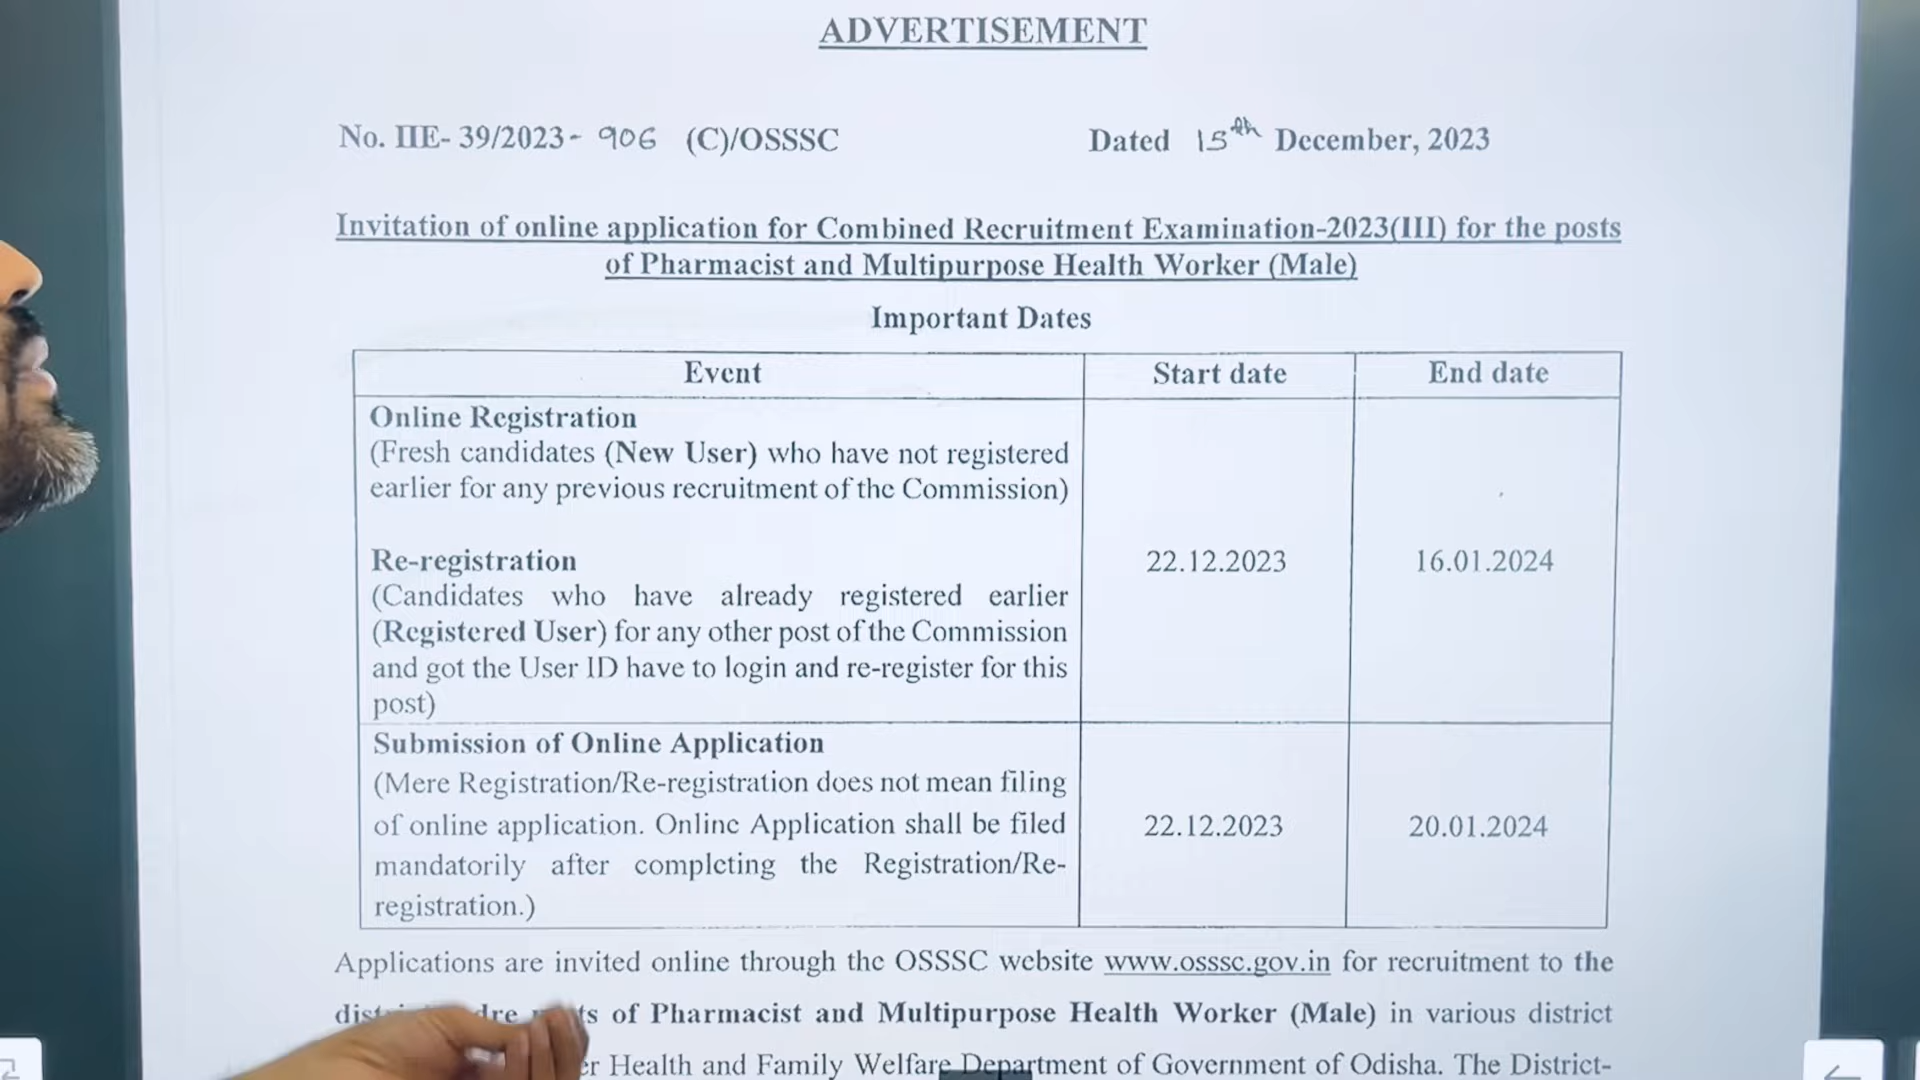 ADVERTISEMENT
No. IIE- 39/2023- 906 (C)/OSSSC Dated 15th December, 2023
Invitation of online application for Combined Recruitment Examination-2023(III) for the posts
of Pharmacist and Multipurpose Health Worker (Male)
Important Dates
Event Start date End date
Online Registration
(Fresh candidates (New User) who have not registered
earlier for any previous recruitment of the Commission)
Re-registration 22.12.2023 16.01.2024
(Candidates who have already registered earlier
(Registered User) for any other post of the Commission
and got the User ID have to login and re-register for this
post)
Submission of Online Application
(Mere Registration/Re-registration does not mean filing
of online application. Online Application shall be filed 22.12.2023 20.01.2024
mandatorily after completing the Registration/Re-
registration.)
Applications are invited online through the OSSSC website www.osssc.gov.in for recruitment to the
of Pharmacist and Multipurpose Health Worker (Male) in various district
Health and Family Welfare Department of Government of Odisha. The District-